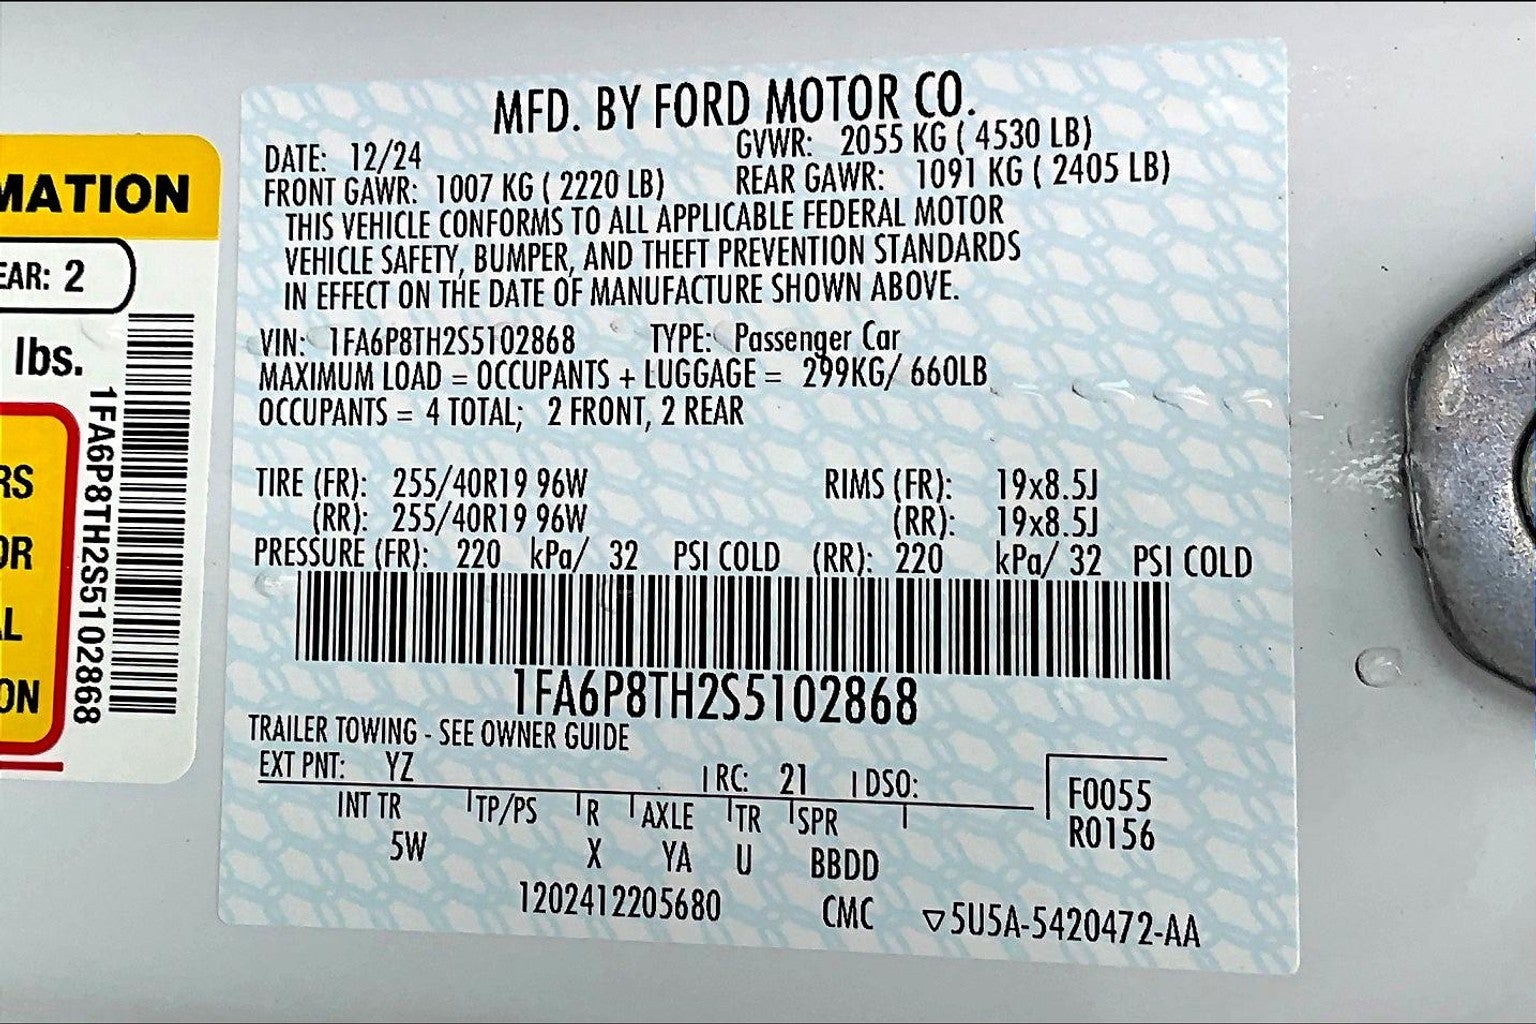 MATION
EAR: 2
lbs.
RS
OR
AL
ON
1FA6P8TH2S5102868
MFD. BY FORD MOTOR CO.
DATE: 12/24 GVWR: 2055 KG ( 4530 LB)
FRONT GAWR: 1007 KG ( 2220 LB) REAR GAWR: 1091 KG ( 2405 LB)
THIS VEHICLE CONFORMS TO ALL APPLICABLE FEDERAL MOTOR
VEHICLE SAFETY, BUMPER, AND THEFT PREVENTION STANDARDS
IN EFFECT ON THE DATE OF MANUFACTURE SHOWN ABOVE.
VIN: 1FA6P8TH2S5102868 TYPE: Passenger Car
MAXIMUM LOAD = OCCUPANTS + LUGGAGE = 299KG/ 660LB
OCCUPANTS = 4 TOTAL; 2 FRONT, 2 REAR
TIRE (FR): 255/40R19 96W RIMS (FR): 19x8.5J
(RR): 255/40R19 96W (RR): 19x8.5J
PRESSURE (FR): 220 kPa/ 32 PSI COLD (RR): 220 kPa/ 32 PSI COLD
1FA6P8TH2S5102868
TRAILER TOWING - SEE OWNER GUIDE
EXT PNT: YZ RC: 21 DSO:
F0055
R0156
INT TR TP/PS R AXLE TR SPR
5W X YA U BBDD
1202412205680 CMC ▽5U5A-5420472-AA